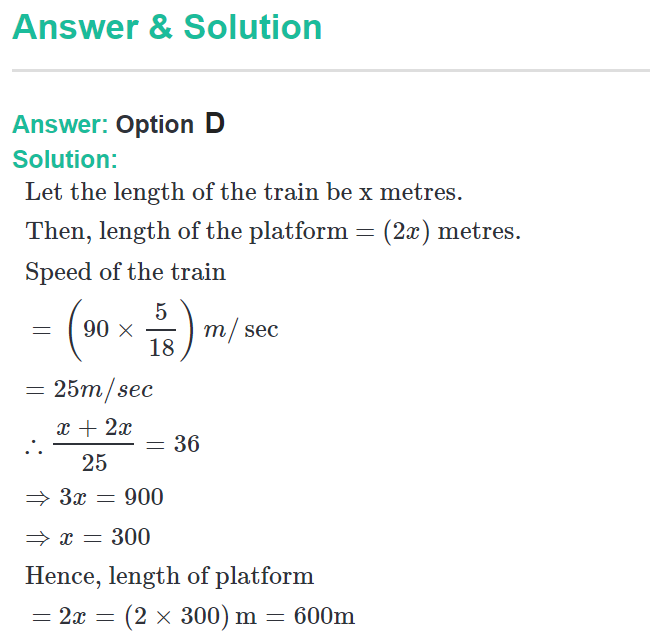 Answer & Solution
Answer: Option D
Solution:
Let the length of the train be x metres.
Then, length of the platform = (2x) metres.
Speed of the train
= (90 × 5/18) m/ sec
= 25m/sec
∴ (x + 2x)/25 = 36
⇒ 3x = 900
⇒ x = 300
Hence, length of platform
= 2x = (2 × 300) m = 600m